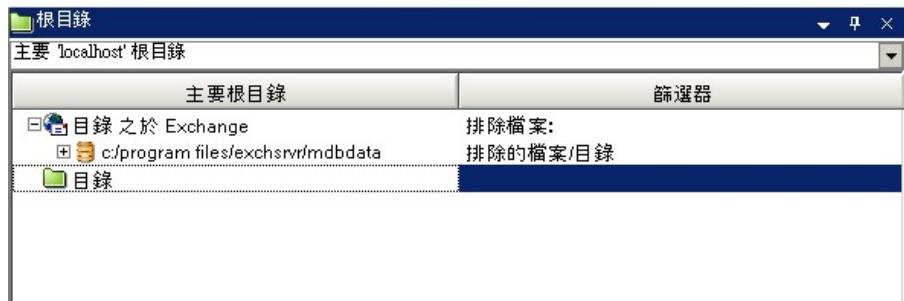 根目錄
主要 'localhost' 根目錄
主要根目錄 篩選器
目錄 之於 Exchange 排除檔案:
c:/program files/exchsrvr/mdbdata 排除的檔案/目錄
目錄